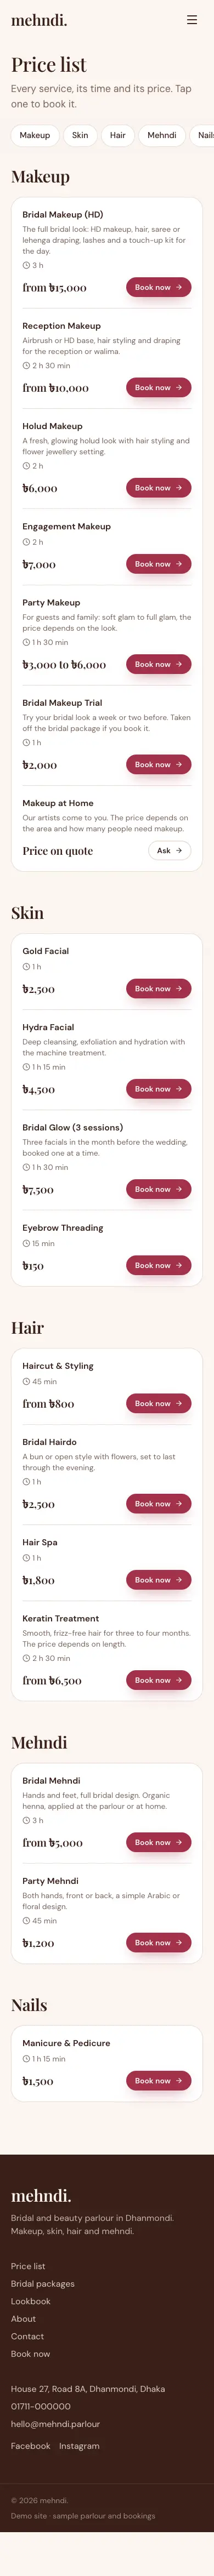 mehndi.
Price list
Every service, its time and its price. Tap
one to book it.
Makeup
Skin
Hair
Mehndi
Nails
Makeup
Bridal Makeup (HD)
The full bridal look: HD makeup, hair, saree or
lehenga draping, lashes and a touch-up kit for
the day.
3 h
from ৳15,000
Book now
Reception Makeup
Airbrush or HD base, hair styling and draping
for the reception or walima.
2 h 30 min
from ৳10,000
Book now
Holud Makeup
A fresh, glowing holud look with hair styling and
flower jewellery setting.
2 h
৳6,000
Book now
Engagement Makeup
2 h
৳7,000
Book now
Party Makeup
For guests and family: soft glam to full glam, the
price depends on the look.
1 h 30 min
৳3,000 to ৳6,000
Book now
Bridal Makeup Trial
Try your bridal look a week or two before. Taken
off the bridal package if you book it.
1 h
৳2,000
Book now
Makeup at Home
Our artists come to you. The price depends on
the area and how many people need makeup.
Price on quote
Ask
Skin
Gold Facial
1 h
৳2,500
Book now
Hydra Facial
Deep cleansing, exfoliation and hydration with
the machine treatment.
1 h 15 min
৳4,500
Book now
Bridal Glow (3 sessions)
Three facials in the month before the wedding,
booked one at a time.
1 h 30 min
৳7,500
Book now
Eyebrow Threading
15 min
৳150
Book now
Hair
Haircut & Styling
45 min
from ৳800
Book now
Bridal Hairdo
A bun or open style with flowers, set to last
through the evening.
1 h
৳2,500
Book now
Hair Spa
1 h
৳1,800
Book now
Keratin Treatment
Smooth, frizz-free hair for three to four months.
The price depends on length.
2 h 30 min
from ৳6,500
Book now
Mehndi
Bridal Mehndi
Hands and feet, full bridal design. Organic
henna, applied at the parlour or at home.
3 h
from ৳5,000
Book now
Party Mehndi
Both hands, front or back, a simple Arabic or
floral design.
45 min
৳1,200
Book now
Nails
Manicure & Pedicure
1 h 15 min
৳1,500
Book now
mehndi.
Bridal and beauty parlour in Dhanmondi.
Makeup, skin, hair and mehndi.
Price list
Bridal packages
Lookbook
About
Contact
Book now
House 27, Road 8A, Dhanmondi, Dhaka
01711-000000
hello@mehndi.parlour
Facebook Instagram
© 2026 mehndi.
Demo site · sample parlour and bookings